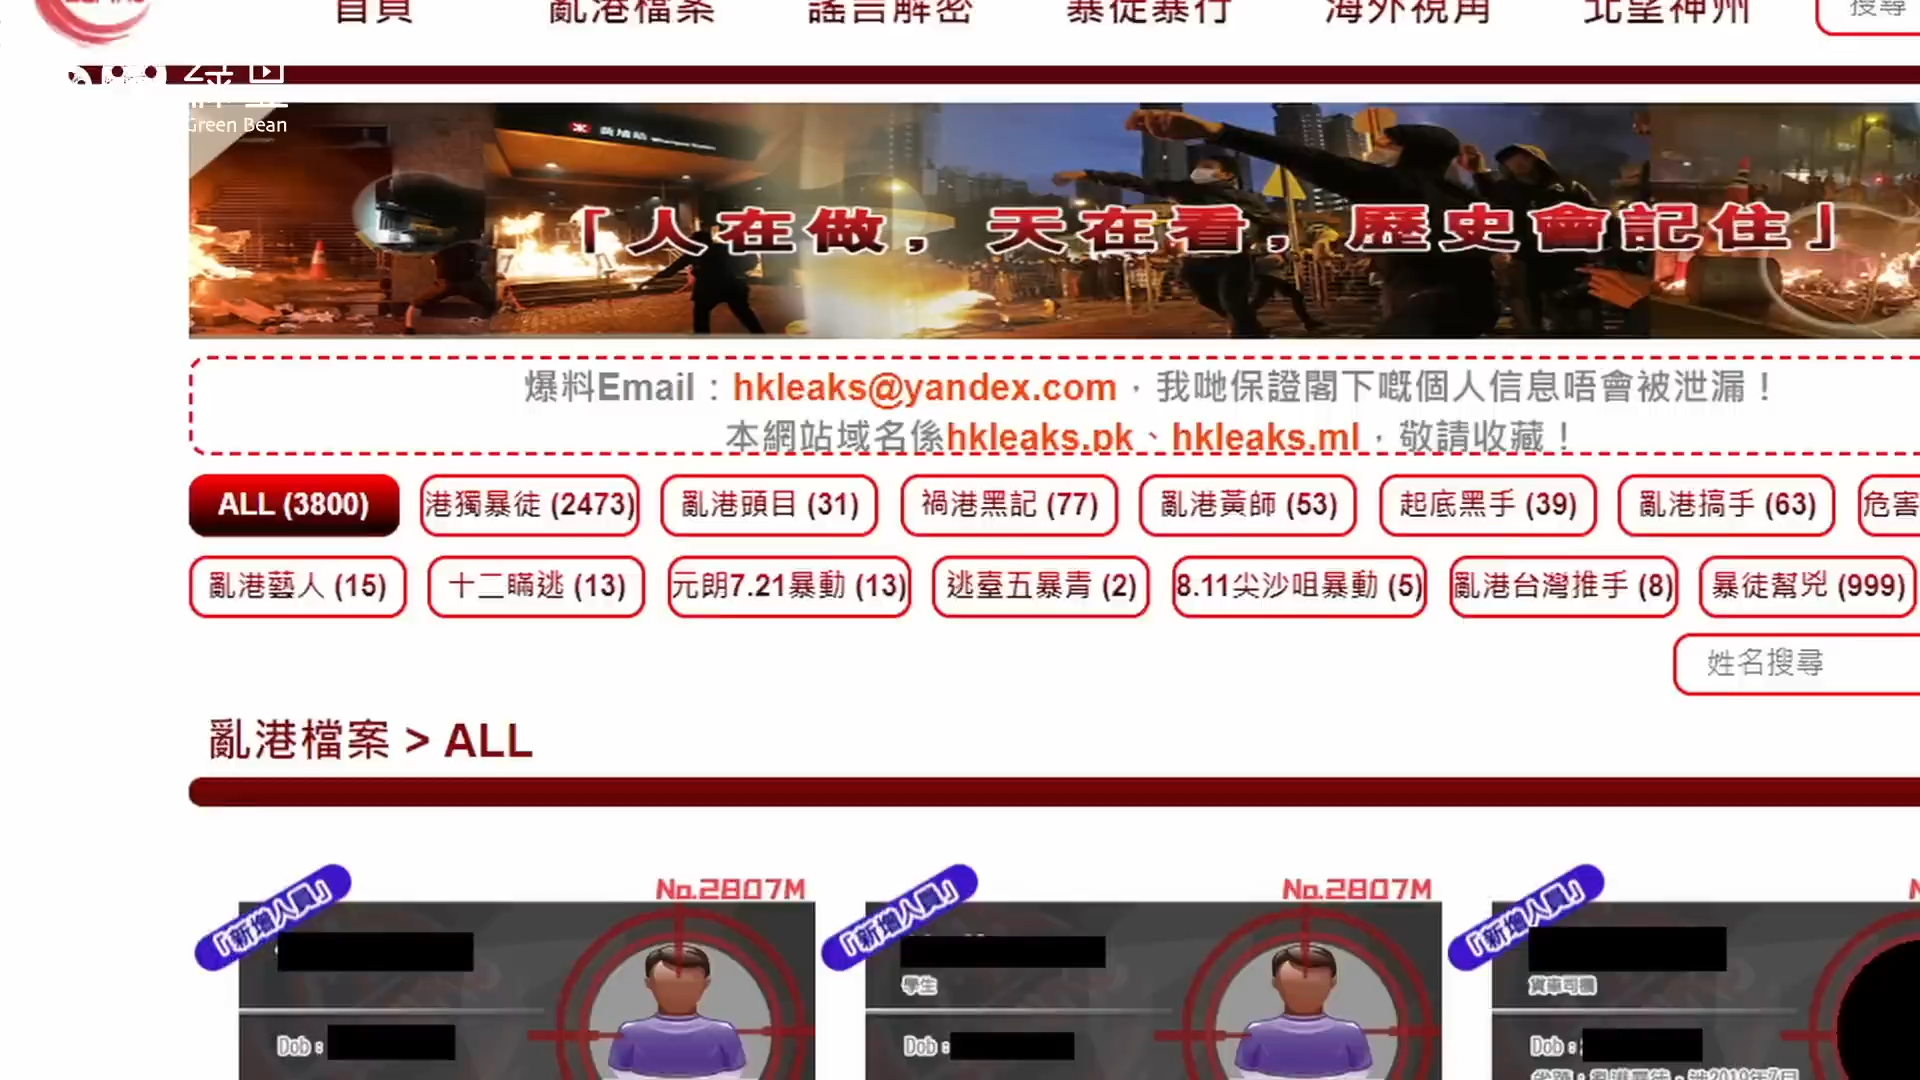 首頁 亂港檔案 謠言解密 暴徒暴行 海外視角 北望神州 搜尋
Green Bean
「人在做，天在看，歷史會記住」
爆料Email：hkleaks@yandex.com，我哋保證閣下嘅個人信息唔會被泄漏！
本網站域名係hkleaks.pk、hkleaks.ml，敬請收藏！
ALL (3800) 港獨暴徒 (2473) 亂港頭目 (31) 禍港黑記 (77) 亂港黃師 (53) 起底黑手 (39) 亂港搞手 (63) 危害
亂港藝人 (15) 十二瞞逃 (13) 元朗7.21暴動 (13) 逃臺五暴青 (2) 8.11尖沙咀暴動 (5) 亂港台灣推手 (8) 暴徒幫兇 (999)
姓名搜尋
亂港檔案 > ALL
「新增人員」 No.2807M 「新增人員」 No.2807M 「新增人員」
學生 貨車司機
Dob： Dob： Dob：